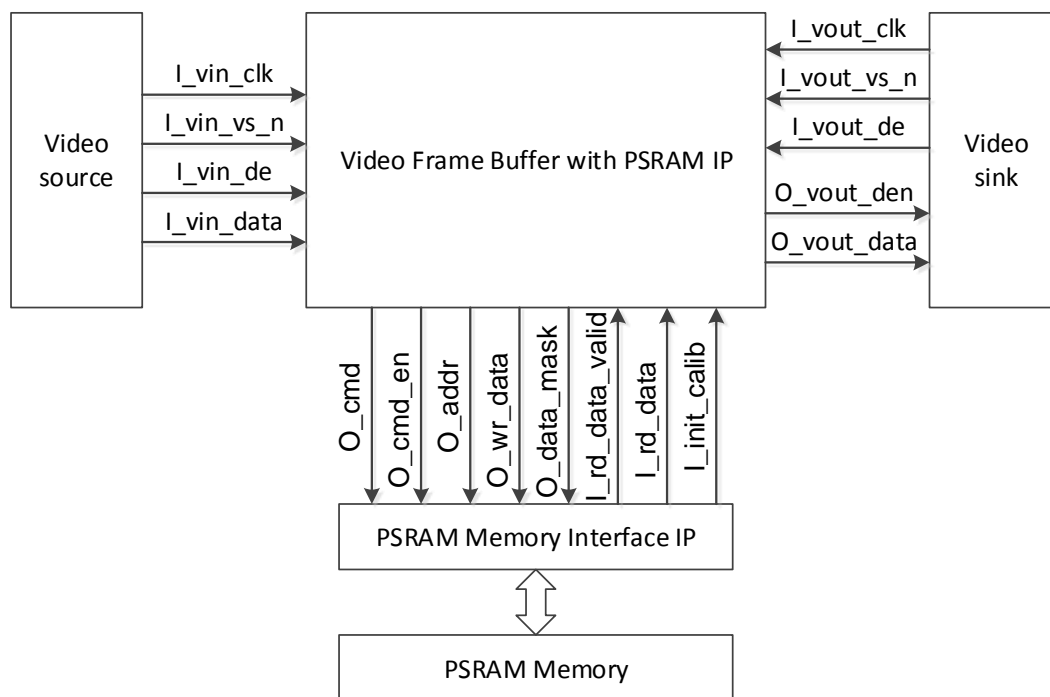 I_vin_clk
I_vin_vs_n
I_vin_de
I_vin_data
Video
source
Video Frame Buffer with PSRAM IP
I_vout_clk
I_vout_vs_n
I_vout_de
O_vout_den
O_vout_data
Video
sink
O_cmd
O_cmd_en
O_addr
O_wr_data
O_data_mask
I_rd_data_valid
I_rd_data
I_init_calib
PSRAM Memory Interface IP
PSRAM Memory